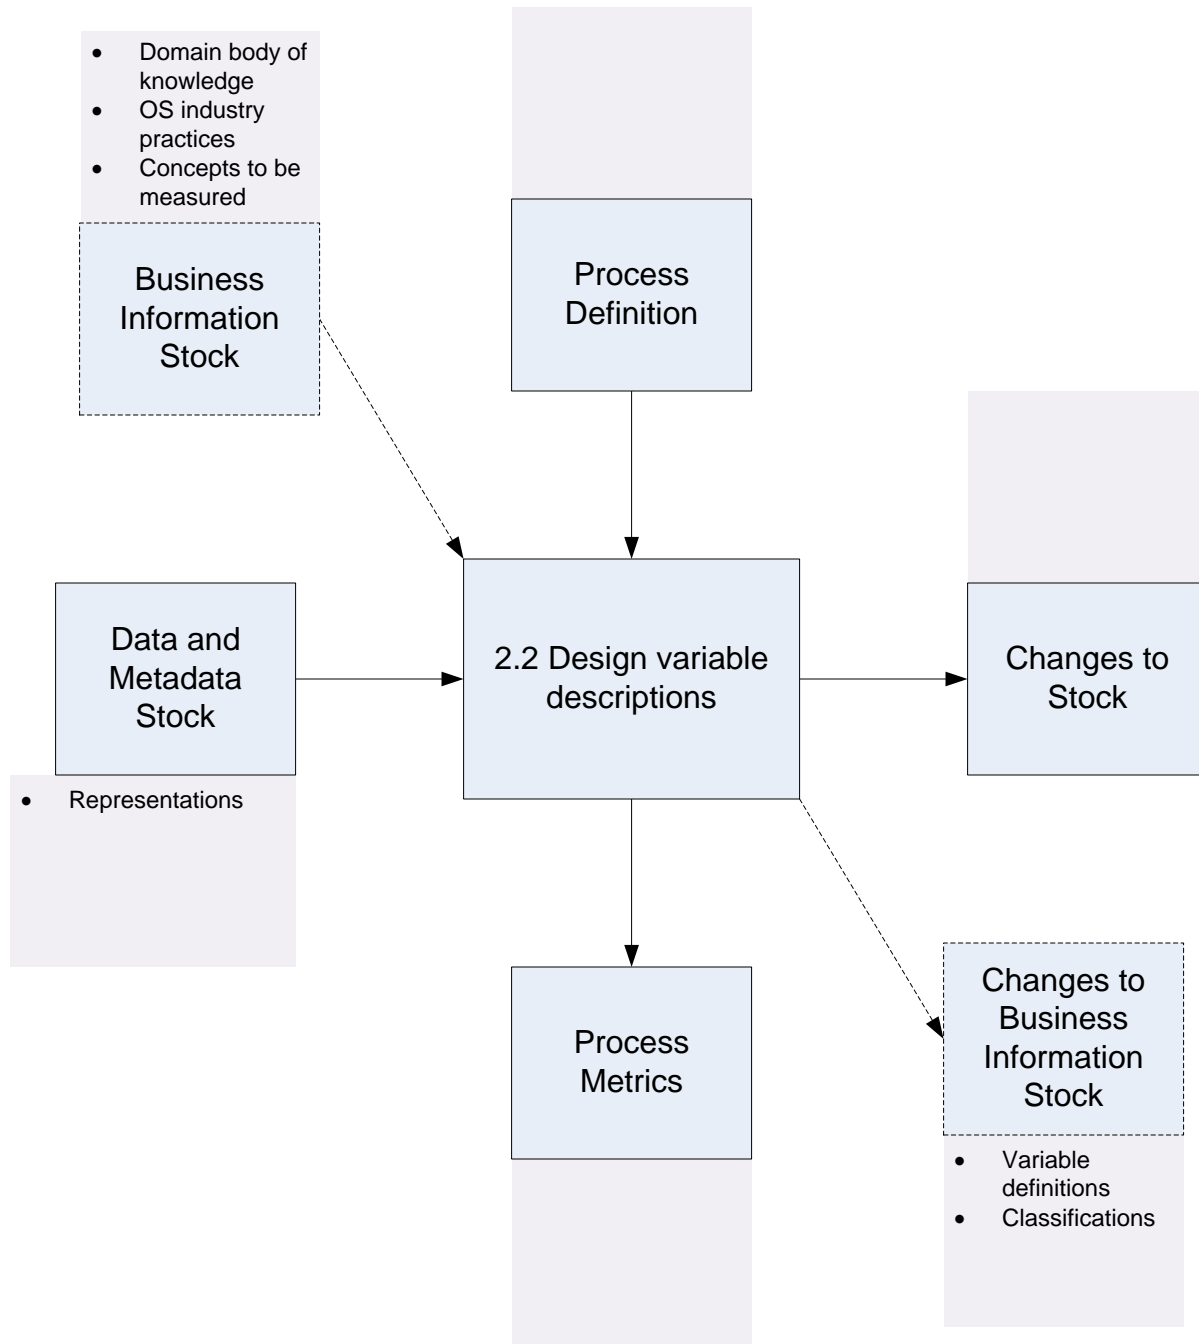 • Domain body of
knowledge
• OS industry
practices
• Concepts to be
measured
Business
Information
Stock
Process
Definition
Data and
Metadata
Stock
2.2 Design variable
descriptions
Changes to
Stock
• Representations
Process
Metrics
Changes to
Business
Information
Stock
• Variable
definitions
• Classifications